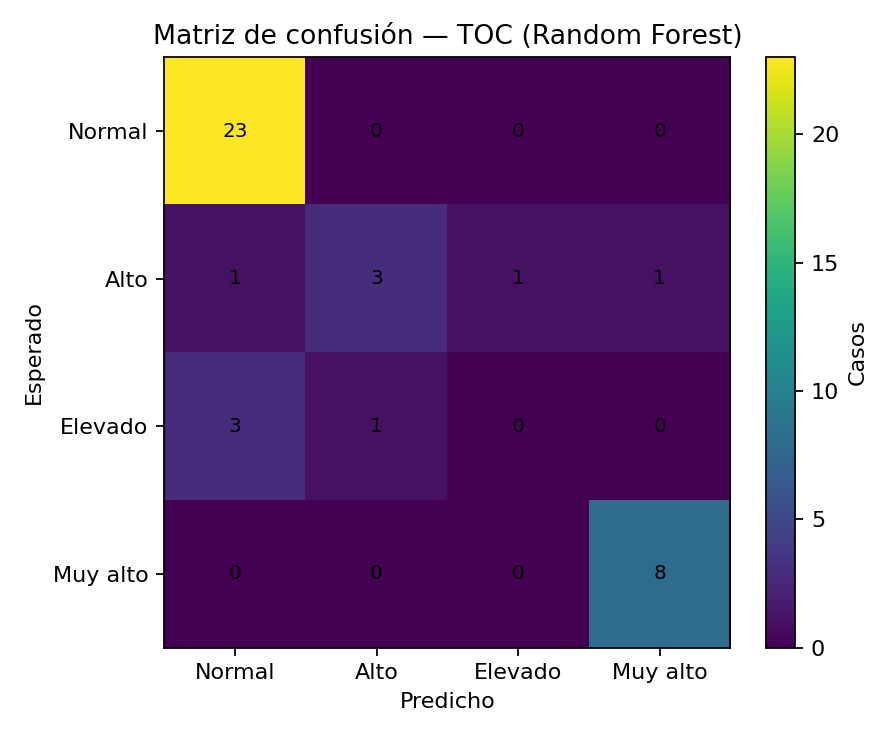 Matriz de confusión — TOC (Random Forest)
Esperado
Normal
23 0 0 0
Alto
1 3 1 1
Elevado
3 1 0 0
Muy alto
0 0 0 8
Normal Alto Elevado Muy alto
Predicho
20
15
10
5
0
Casos